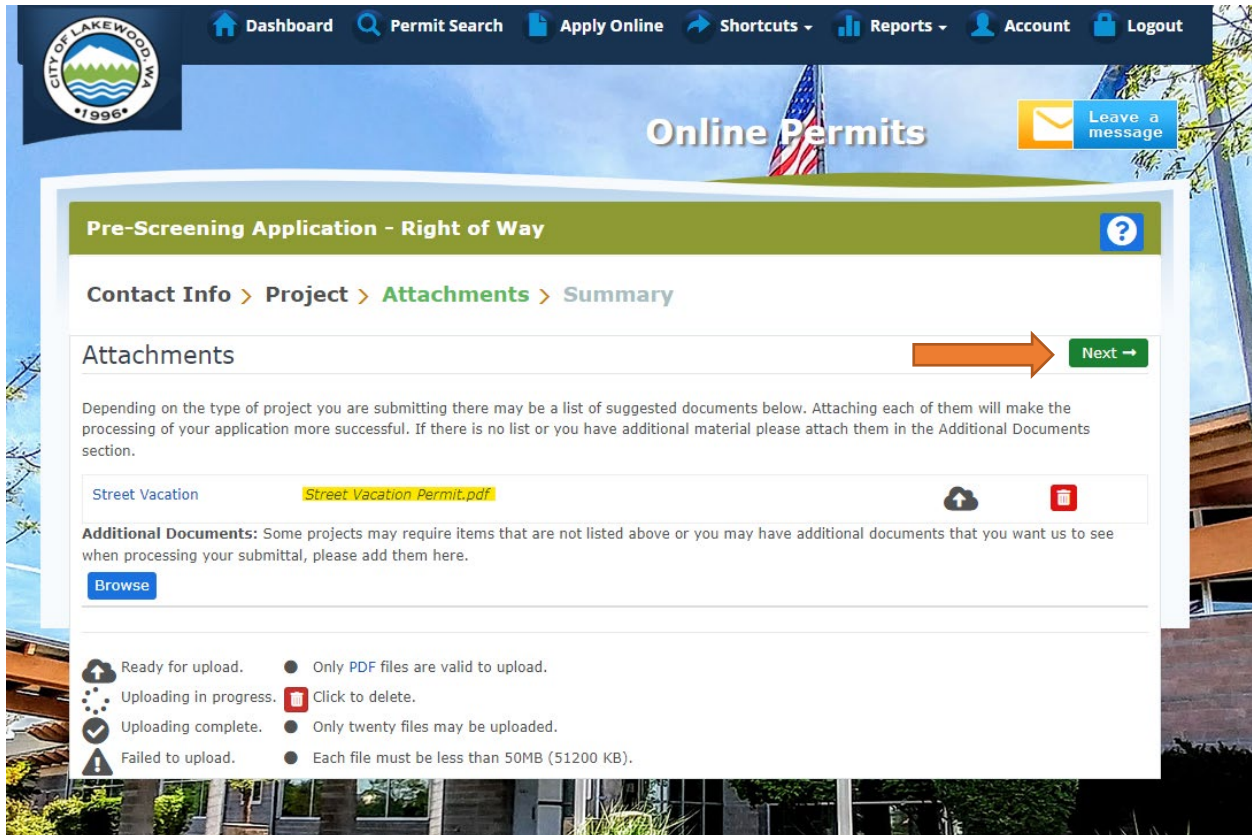 CITY OF LAKEWOOD, WA
•1996•
Dashboard Permit Search Apply Online Shortcuts Reports Account Logout
Online Permits
Leave a
message
Pre-Screening Application - Right of Way
?
Contact Info > Project > Attachments > Summary
Attachments
Next →
Depending on the type of project you are submitting there may be a list of suggested documents below. Attaching each of them will make the
processing of your application more successful. If there is no list or you have additional material please attach them in the Additional Documents
section.
Street Vacation Street Vacation Permit.pdf
Additional Documents: Some projects may require items that are not listed above or you may have additional documents that you want us to see
when processing your submittal, please add them here.
Browse
Ready for upload. ● Only PDF files are valid to upload.
Uploading in progress. Click to delete.
Uploading complete. ● Only twenty files may be uploaded.
Failed to upload. ● Each file must be less than 50MB (51200 KB).